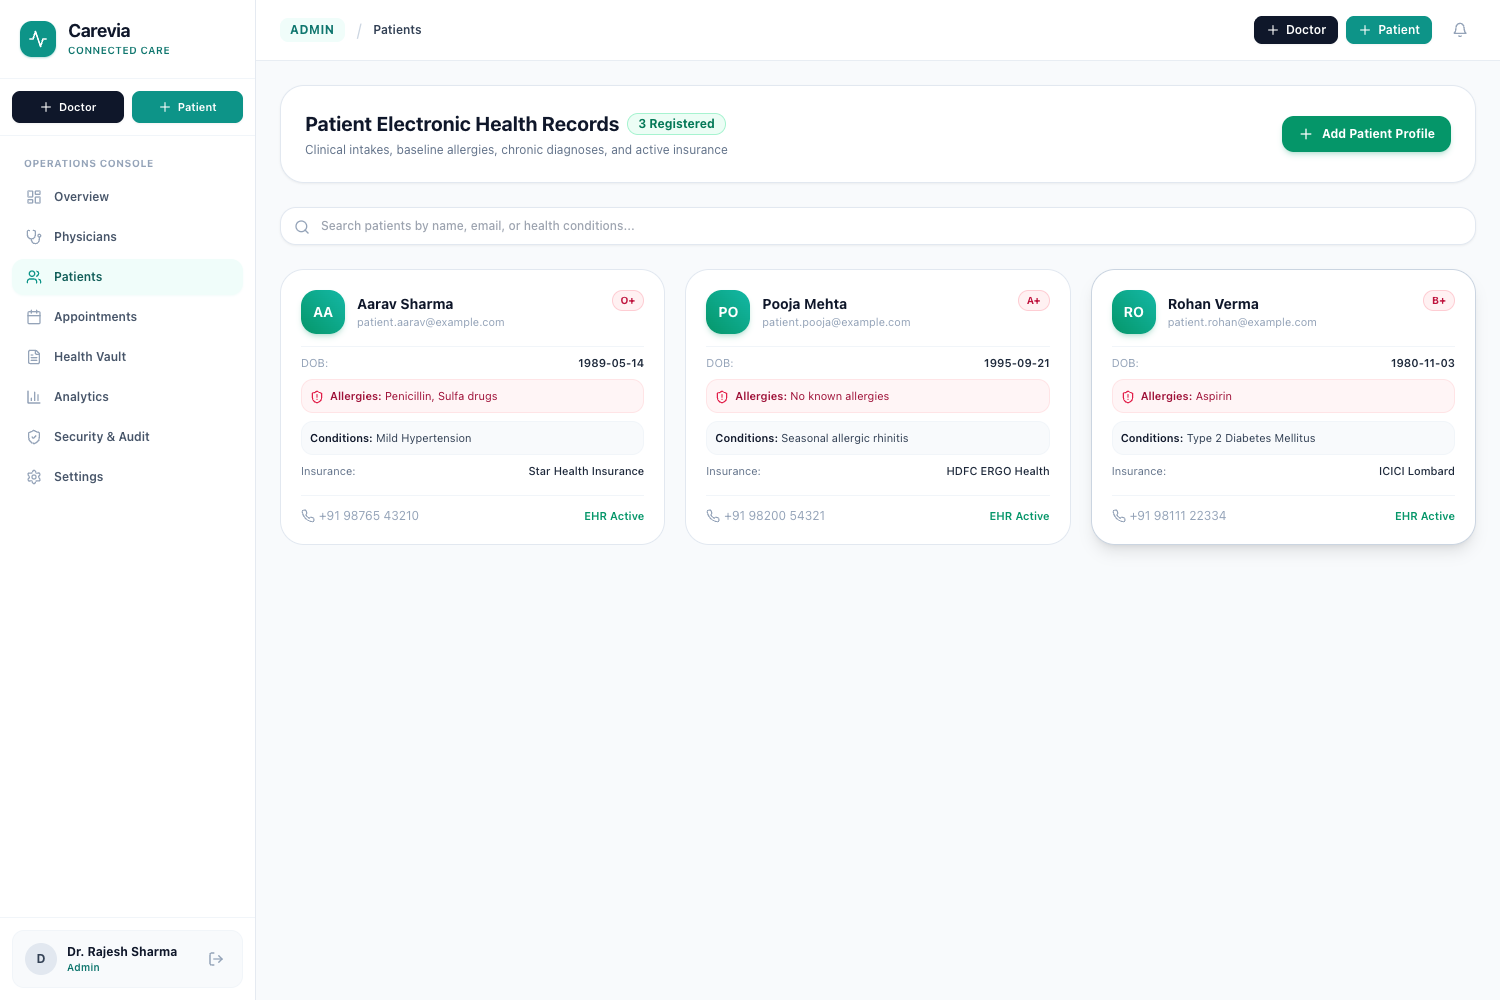 Carevia
CONNECTED CARE
Doctor
Patient
OPERATIONS CONSOLE
Overview
Physicians
Patients
Appointments
Health Vault
Analytics
Security & Audit
Settings
D
Dr. Rajesh Sharma
Admin
ADMIN / Patients
Doctor
Patient
Patient Electronic Health Records
3 Registered
Clinical intakes, baseline allergies, chronic diagnoses, and active insurance
Add Patient Profile
Search patients by name, email, or health conditions...
AA
Aarav Sharma
O+
patient.aarav@example.com
DOB: 1989-05-14
Allergies: Penicillin, Sulfa drugs
Conditions: Mild Hypertension
Insurance: Star Health Insurance
+91 98765 43210
EHR Active
PO
Pooja Mehta
A+
patient.pooja@example.com
DOB: 1995-09-21
Allergies: No known allergies
Conditions: Seasonal allergic rhinitis
Insurance: HDFC ERGO Health
+91 98200 54321
EHR Active
RO
Rohan Verma
B+
patient.rohan@example.com
DOB: 1980-11-03
Allergies: Aspirin
Conditions: Type 2 Diabetes Mellitus
Insurance: ICICI Lombard
+91 98111 22334
EHR Active